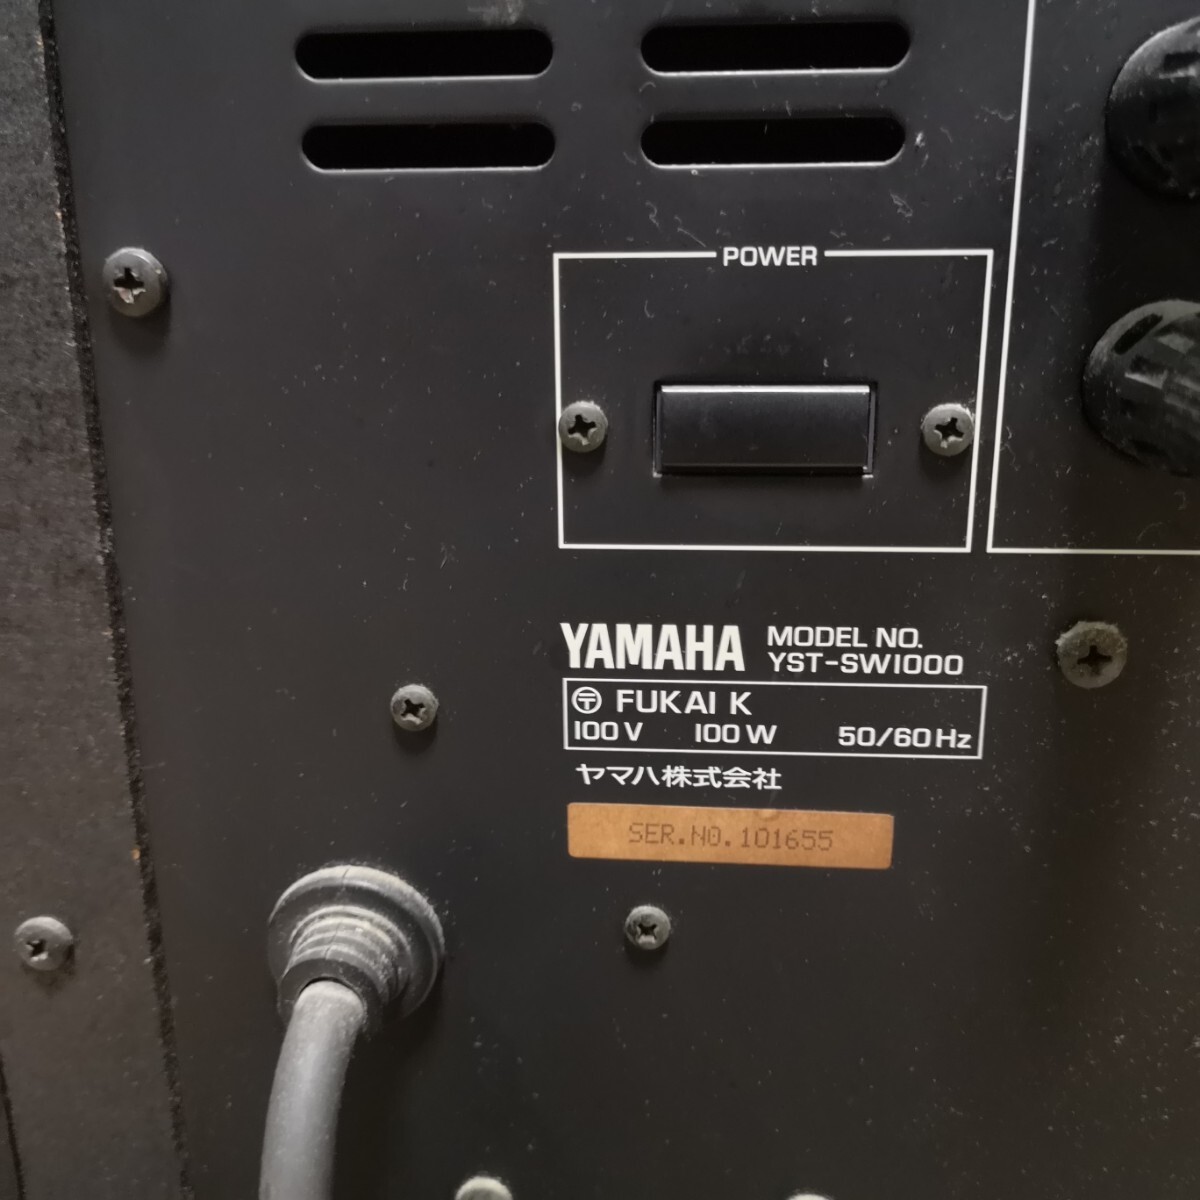 POWER
YAMAHA
MODEL NO.
YST-SW1000
〒 FUKAI K
100V 100W 50/60Hz
ヤマハ株式会社
SER.NO.101655